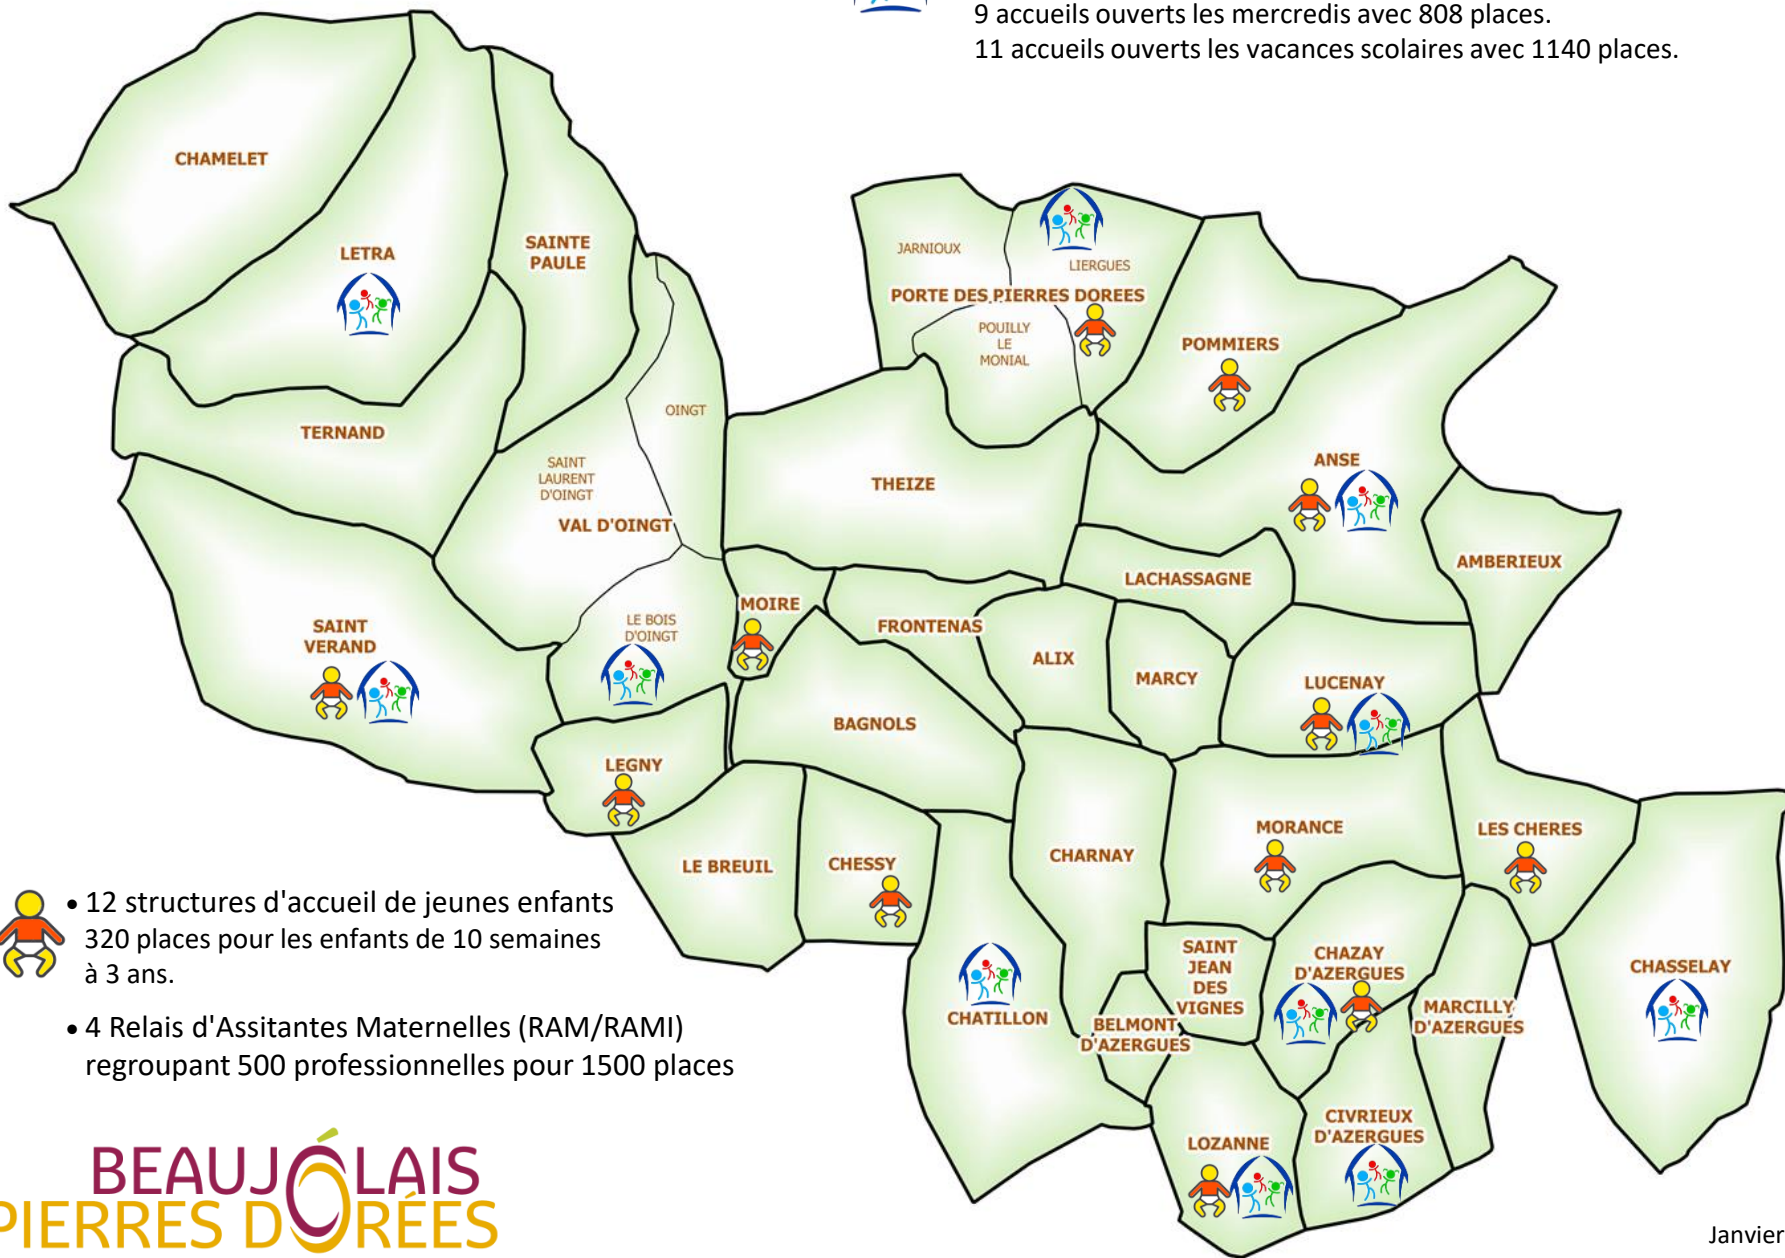 9 accueils ouverts les mercredis avec 808 places.
11 accueils ouverts les vacances scolaires avec 1140 places.
CHAMELET
LETRA
SAINTE
PAULE
JARNIOUX
LIERGUES
PORTE DES PIERRES DOREES
POUILLY
LE
MONIAL
POMMIERS
OINGT
TERNAND
SAINT
LAURENT
D'OINGT
VAL D'OINGT
THEIZE
ANSE
AMBERIEUX
LACHASSAGNE
MOIRE
LE BOIS
D'OINGT
FRONTENAS
SAINT
VERAND
ALIX
MARCY
LUCENAY
BAGNOLS
LEGNY
MORANCE
LES CHERES
CHARNAY
LE BREUIL
CHESSY
• 12 structures d'accueil de jeunes enfants
320 places pour les enfants de 10 semaines
à 3 ans.
• 4 Relais d'Assitantes Maternelles (RAM/RAMI)
regroupant 500 professionnelles pour 1500 places
SAINT
JEAN
DES
VIGNES
CHAZAY
D'AZERGUES
CHASSELAY
CHATILLON
BELMONT
D'AZERGUES
MARCILLY
D'AZERGUES
LOZANNE
CIVRIEUX
D'AZERGUES
BEAUJOLAIS
PIERRES DORÉES
Janvier